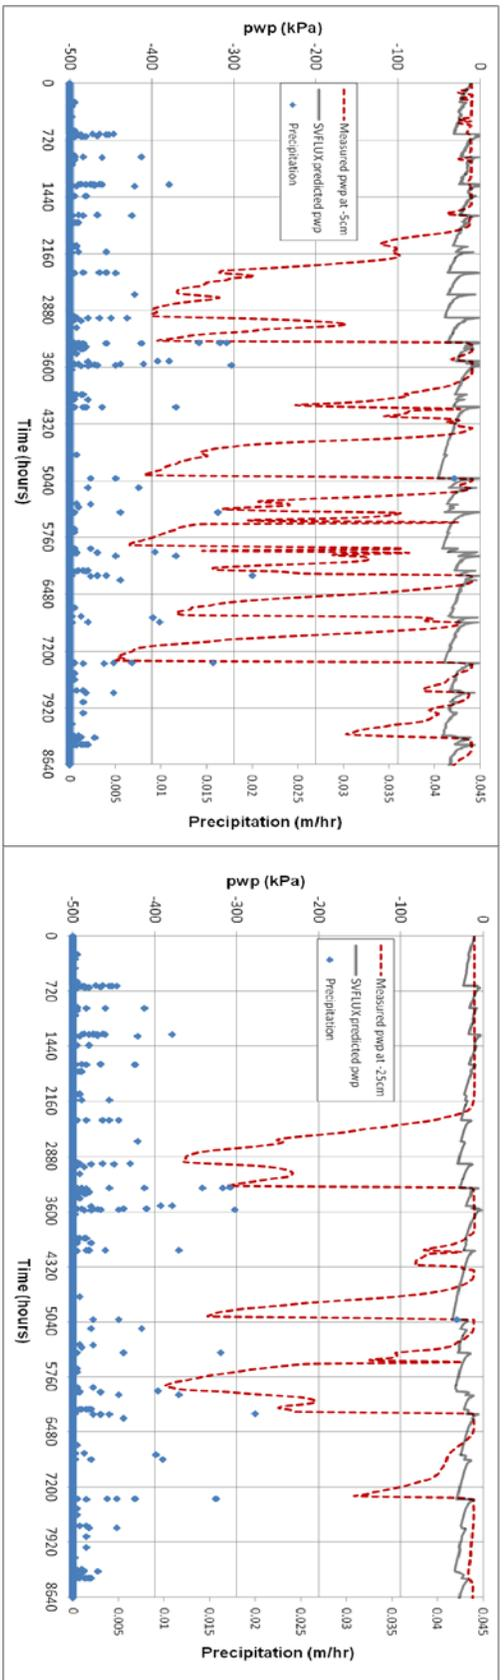 pwp (kPa)
0
-100
-200
-300
-400
-500
Measured pwp at -5cm
SVFLUX predicted pwp
Precipitation
0 720 1440 2160 2880 3600 4320 5040 5760 6480 7200 7920 8640
Time (hours)
0.045
0.04
0.035
0.03
0.025
0.02
0.015
0.01
0.005
0
Precipitation (m/hr)
pwp (kPa)
0
-100
-200
-300
-400
-500
Measured pwp at -25cm
SVFLUX predicted pwp
Precipitation
0 720 1440 2160 2880 3600 4320 5040 5760 6480 7200 7920 8640
Time (hours)
0.045
0.04
0.035
0.03
0.025
0.02
0.015
0.01
0.005
0
Precipitation (m/hr)